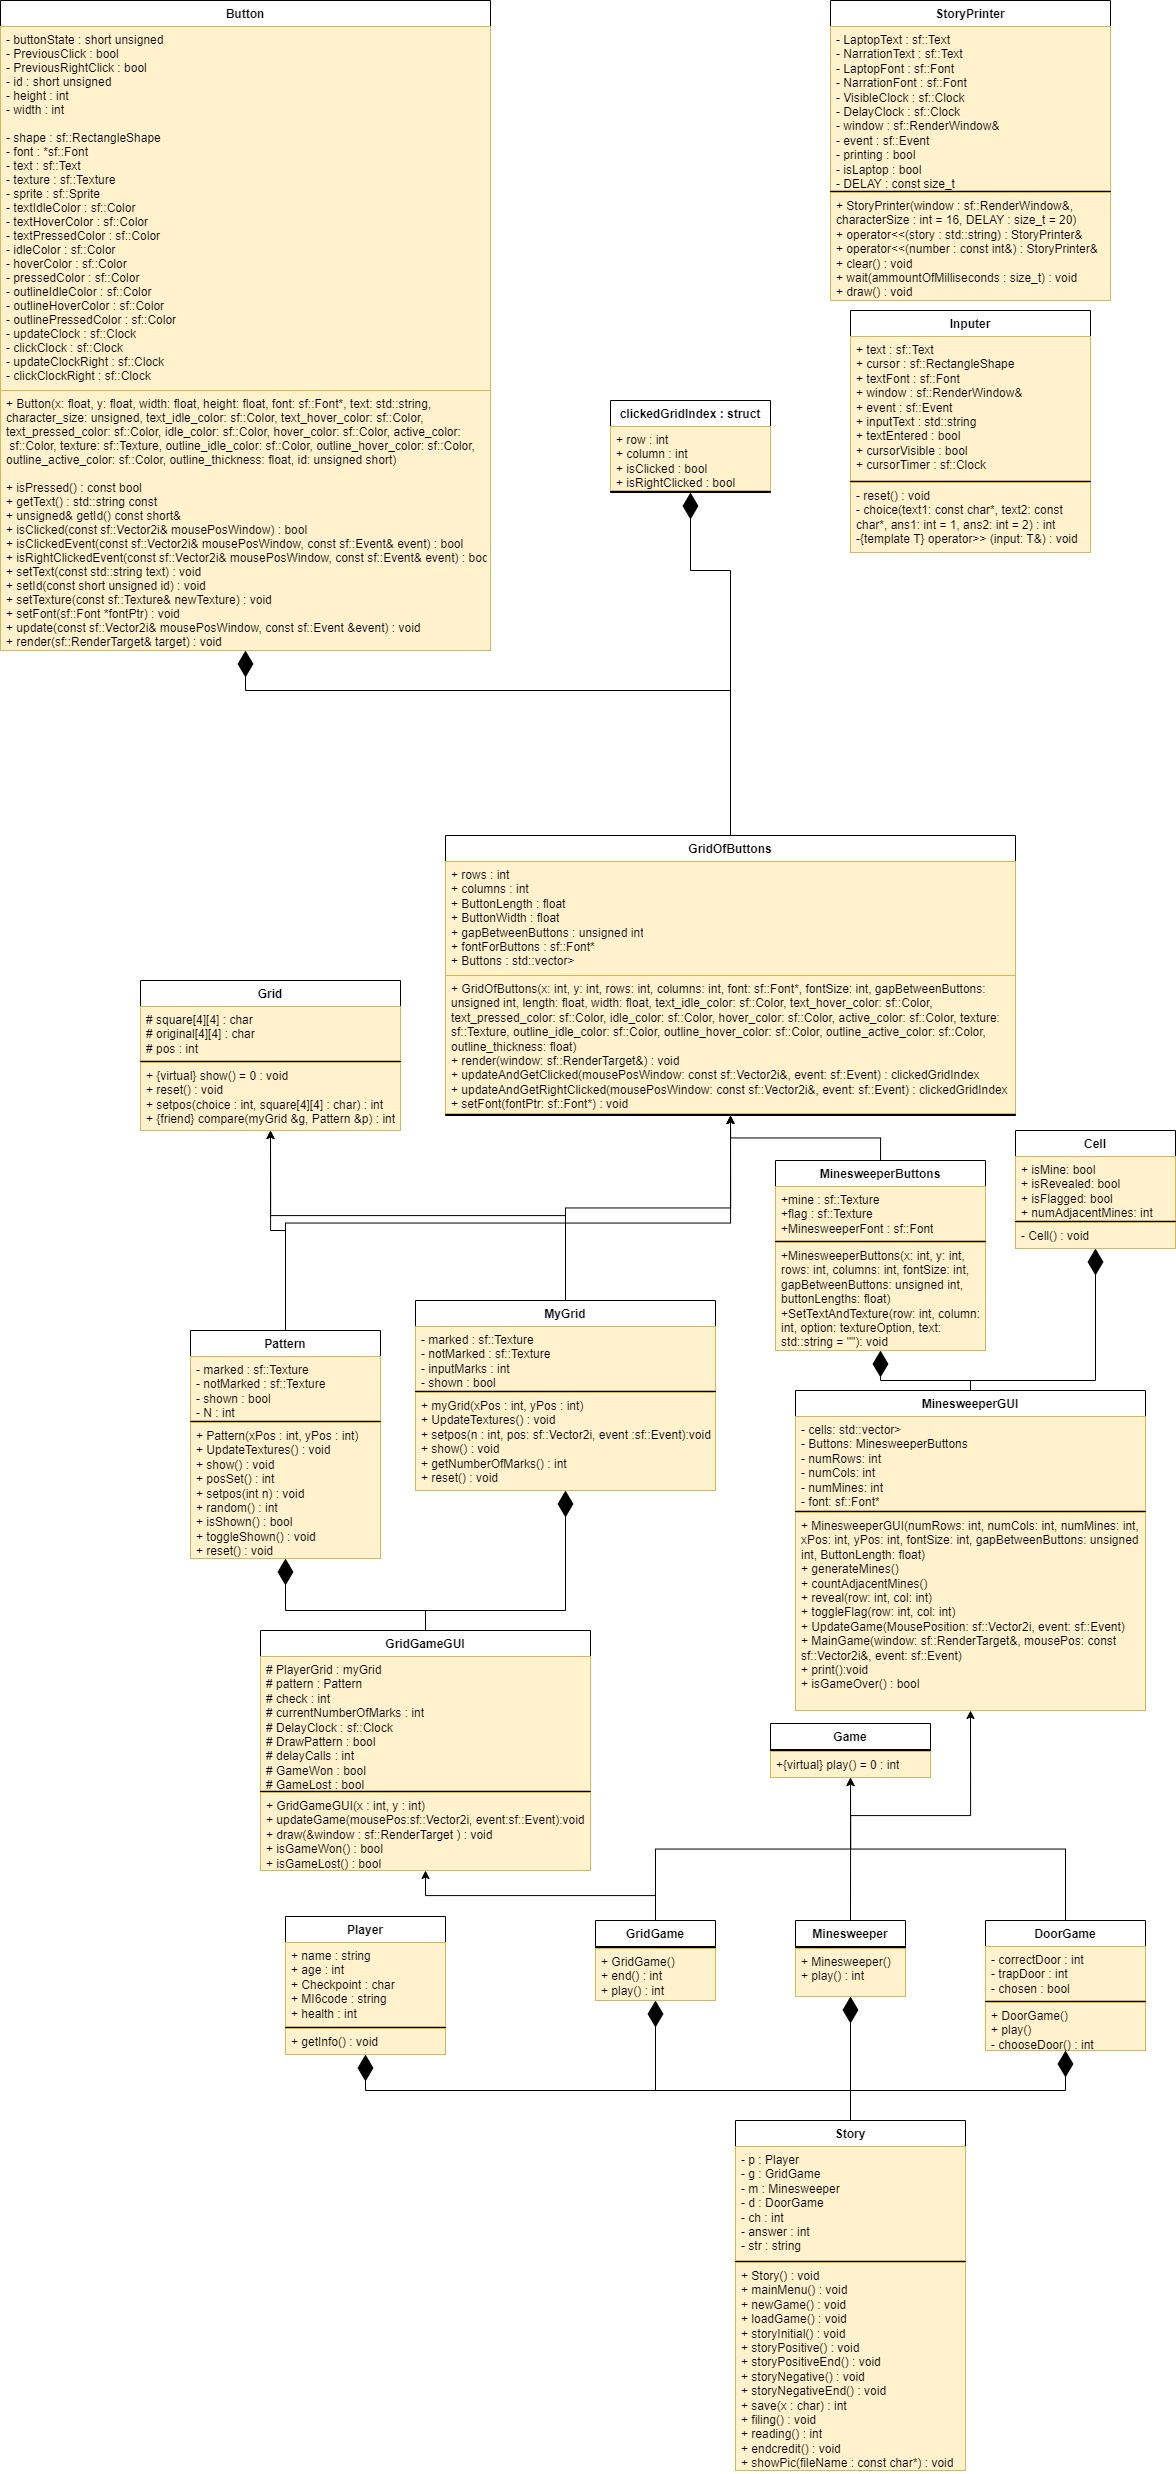 Button
- buttonState : short unsigned
- PreviousClick : bool
- PreviousRightClick : bool
- id : short unsigned
- height : int
- width : int
- shape : sf::RectangleShape
- font : *sf::Font
- text : sf::Text
- texture : sf::Texture
- sprite : sf::Sprite
- textIdleColor : sf::Color
- textHoverColor : sf::Color
- textPressedColor : sf::Color
- idleColor : sf::Color
- hoverColor : sf::Color
- pressedColor : sf::Color
- outlineIdleColor : sf::Color
- outlineHoverColor : sf::Color
- outlinePressedColor : sf::Color
- updateClock : sf::Clock
- clickClock : sf::Clock
- updateClockRight : sf::Clock
- clickClockRight : sf::Clock
+ Button(x: float, y: float, width: float, height: float, font: sf::Font*, text: std::string,
character_size: unsigned, text_idle_color: sf::Color, text_hover_color: sf::Color,
text_pressed_color: sf::Color, idle_color: sf::Color, hover_color: sf::Color, active_color:
sf::Color, texture: sf::Texture, outline_idle_color: sf::Color, outline_hover_color: sf::Color,
outline_active_color: sf::Color, outline_thickness: float, id: unsigned short)
+ isPressed() : const bool
+ getText() : std::string const
+ unsigned& getId() const short&
+ isClicked(const sf::Vector2i& mousePosWindow) : bool
+ isClickedEvent(const sf::Vector2i& mousePosWindow, const sf::Event& event) : bool
+ isRightClickedEvent(const sf::Vector2i& mousePosWindow, const sf::Event& event) : boo
+ setText(const std::string text) : void
+ setId(const short unsigned id) : void
+ setTexture(const sf::Texture& newTexture) : void
+ setFont(sf::Font *fontPtr) : void
+ update(const sf::Vector2i& mousePosWindow, const sf::Event &event) : void
+ render(sf::RenderTarget& target) : void
StoryPrinter
- LaptopText : sf::Text
- NarrationText : sf::Text
- LaptopFont : sf::Font
- NarrationFont : sf::Font
- VisibleClock : sf::Clock
- DelayClock : sf::Clock
- window : sf::RenderWindow&
- event : sf::Event
- printing : bool
- isLaptop : bool
- DELAY : const size_t
+ StoryPrinter(window : sf::RenderWindow&,
characterSize : int = 16, DELAY : size_t = 20)
+ operator<<(story : std::string) : StoryPrinter&
+ operator<<(number : const int&) : StoryPrinter&
+ clear() : void
+ wait(ammountOfMilliseconds : size_t) : void
+ draw() : void
Inputer
+ text : sf::Text
+ cursor : sf::RectangleShape
+ textFont : sf::Font
+ window : sf::RenderWindow&
+ event : sf::Event
+ inputText : std::string
+ textEntered : bool
+ cursorVisible : bool
+ cursorTimer : sf::Clock
- reset() : void
- choice(text1: const char*, text2: const
char*, ans1: int = 1, ans2: int = 2) : int
-{template T} operator>> (input: T&) : void
clickedGridIndex : struct
+ row : int
+ column : int
+ isClicked : bool
+ isRightClicked : bool
GridOfButtons
+ rows : int
+ columns : int
+ ButtonLength : float
+ ButtonWidth : float
+ gapBetweenButtons : unsigned int
+ fontForButtons : sf::Font*
+ Buttons : std::vector>
+ GridOfButtons(x: int, y: int, rows: int, columns: int, font: sf::Font*, fontSize: int, gapBetweenButtons:
unsigned int, length: float, width: float, text_idle_color: sf::Color, text_hover_color: sf::Color,
text_pressed_color: sf::Color, idle_color: sf::Color, hover_color: sf::Color, active_color: sf::Color, texture:
sf::Texture, outline_idle_color: sf::Color, outline_hover_color: sf::Color, outline_active_color: sf::Color,
outline_thickness: float)
+ render(window: sf::RenderTarget&) : void
+ updateAndGetClicked(mousePosWindow: const sf::Vector2i&, event: sf::Event) : clickedGridIndex
+ updateAndGetRightClicked(mousePosWindow: const sf::Vector2i&, event: sf::Event) : clickedGridIndex
+ setFont(fontPtr: sf::Font*) : void
Grid
# square[4][4] : char
# original[4][4] : char
# pos : int
+ {virtual} show() = 0 : void
+ reset() : void
+ setpos(choice : int, square[4][4] : char) : int
+ {friend} compare(myGrid &g, Pattern &p) : int
MinesweeperButtons
+mine : sf::Texture
+flag : sf::Texture
+MinesweeperFont : sf::Font
+MinesweeperButtons(x: int, y: int,
rows: int, columns: int, fontSize: int,
gapBetweenButtons: unsigned int,
buttonLengths: float)
+SetTextAndTexture(row: int, column:
int, option: textureOption, text:
std::string = ""): void
Cell
+ isMine: bool
+ isRevealed: bool
+ isFlagged: bool
+ numAdjacentMines: int
- Cell() : void
Pattern
- marked : sf::Texture
- notMarked : sf::Texture
- shown : bool
- N : int
+ Pattern(xPos : int, yPos : int)
+ UpdateTextures() : void
+ show() : void
+ posSet() : int
+ setpos(int n) : void
+ random() : int
+ isShown() : bool
+ toggleShown() : void
+ reset() : void
MyGrid
- marked : sf::Texture
- notMarked : sf::Texture
- inputMarks : int
- shown : bool
+ myGrid(xPos : int, yPos : int)
+ UpdateTextures() : void
+ setpos(n : int, pos: sf::Vector2i, event :sf::Event):void
+ show() : void
+ getNumberOfMarks() : int
+ reset() : void
MinesweeperGUI
- cells: std::vector>
- Buttons: MinesweeperButtons
- numRows: int
- numCols: int
- numMines: int
- font: sf::Font*
+ MinesweeperGUI(numRows: int, numCols: int, numMines: int,
xPos: int, yPos: int, fontSize: int, gapBetweenButtons: unsigned
int, ButtonLength: float)
+ generateMines()
+ countAdjacentMines()
+ reveal(row: int, col: int)
+ toggleFlag(row: int, col: int)
+ UpdateGame(MousePosition: sf::Vector2i, event: sf::Event)
+ MainGame(window: sf::RenderTarget&, mousePos: const
sf::Vector2i&, event: sf::Event)
+ print():void
+ isGameOver() : bool
GridGameGUI
# PlayerGrid : myGrid
# pattern : Pattern
# check : int
# currentNumberOfMarks : int
# DelayClock : sf::Clock
# DrawPattern : bool
# delayCalls : int
# GameWon : bool
# GameLost : bool
+ GridGameGUI(x : int, y : int)
+ updateGame(mousePos:sf::Vector2i, event:sf::Event):void
+ draw(&window : sf::RenderTarget ) : void
+ isGameWon() : bool
+ isGameLost() : bool
Game
+{virtual} play() = 0 : int
Player
+ name : string
+ age : int
+ Checkpoint : char
+ MI6code : string
+ health : int
+ getInfo() : void
GridGame
+ GridGame()
+ end() : int
+ play() : int
Minesweeper
+ Minesweeper()
+ play() : int
DoorGame
- correctDoor : int
- trapDoor : int
- chosen : bool
+ DoorGame()
+ play()
- chooseDoor() : int
Story
- p : Player
- g : GridGame
- m : Minesweeper
- d : DoorGame
- ch : int
- answer : int
- str : string
+ Story() : void
+ mainMenu() : void
+ newGame() : void
+ loadGame() : void
+ storyInitial() : void
+ storyPositive() : void
+ storyPositiveEnd() : void
+ storyNegative() : void
+ storyNegativeEnd() : void
+ save(x : char) : int
+ filing() : void
+ reading() : int
+ endcredit() : void
+ showPic(fileName : const char*) : void